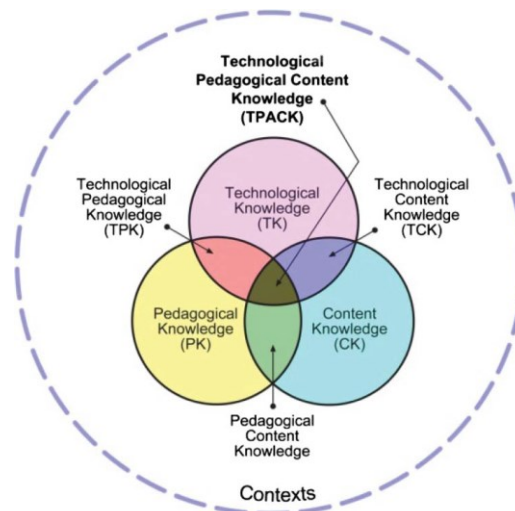 Technological
Pedagogical Content
Knowledge
(TPACK)
Technological
Pedagogical
Knowledge
(TPK)
Technological
Knowledge
(TK)
Technological
Content
Knowledge
(TCK)
Pedagogical
Knowledge
(PK)
Content
Knowledge
(CK)
Pedagogical
Content
Knowledge
Contexts